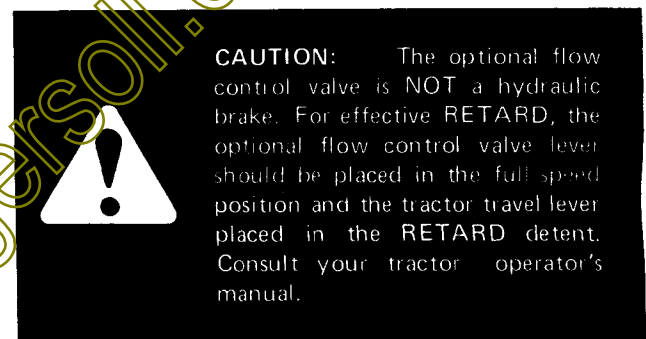 CAUTION: The optional flow
control valve is NOT a hydraulic
brake. For effective RETARD, the
optional flow control valve lever
should be placed in the full speed
position and the tractor travel lever
placed in the RETARD detent.
Consult your tractor operator's
manual.
ersoll.